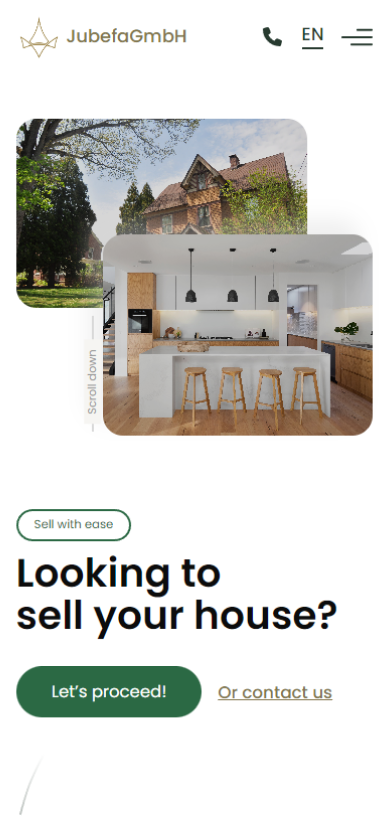 JubefaGmbH
EN
Scroll down
Sell with ease
Looking to
sell your house?
Let's proceed!
Or contact us